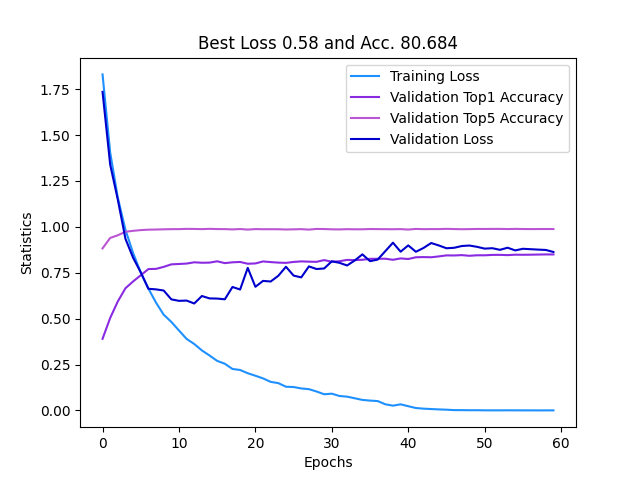 Best Loss 0.58 and Acc. 80.684
Training Loss
Validation Top1 Accuracy
Validation Top5 Accuracy
Validation Loss
Statistics
1.75
1.50
1.25
1.00
0.75
0.50
0.25
0.00
0 10 20 30 40 50 60
Epochs